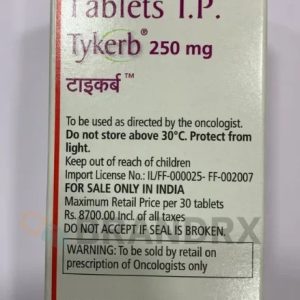 Tablets I.P.
Tykerb® 250 mg
टाइकर्ब™
To be used as directed by the oncologist.
Do not store above 30°C. Protect from
light.
Keep out of reach of children
Import License No.: IL/FF-000025- FF-002007
FOR SALE ONLY IN INDIA
Maximum Retail Price per 30 tablets
Rs. 8700.00 Incl. of all taxes
DO NOT ACCEPT IF SEAL IS BROKEN.
BRANDRX
WARNING: To be sold by retail on
prescription of Oncologists only